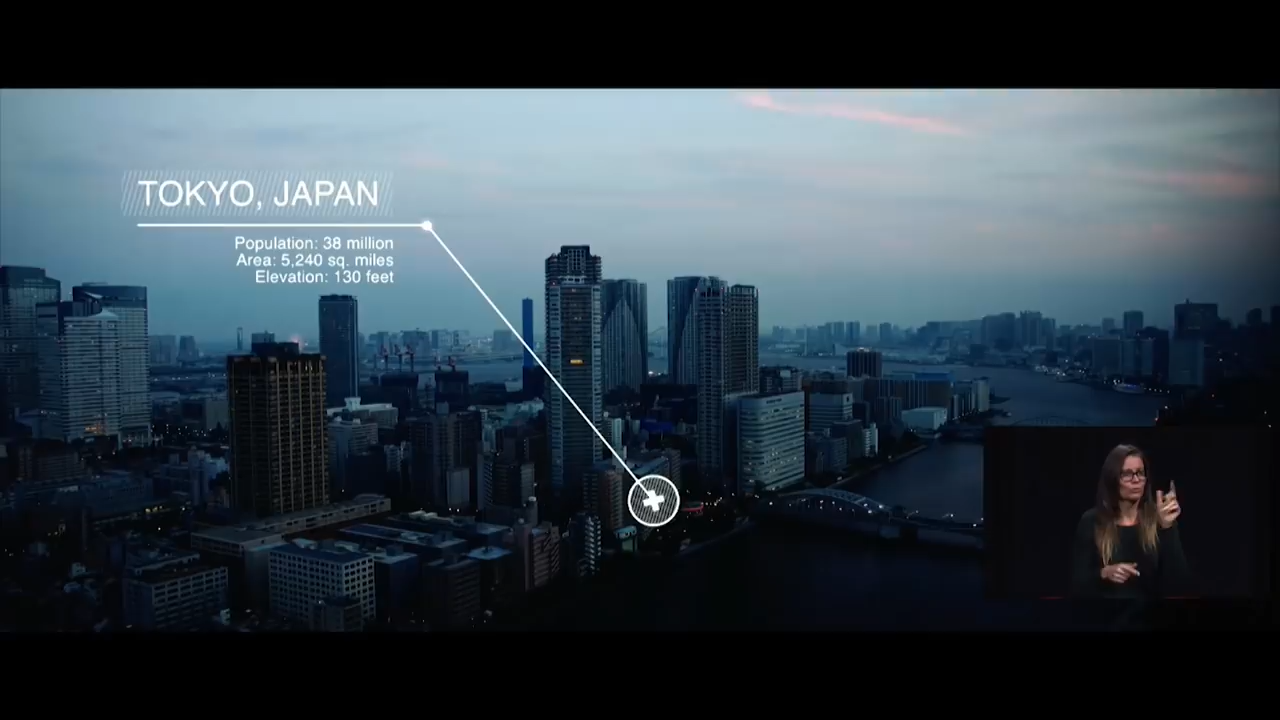 TOKYO, JAPAN
Population: 38 million
Area: 5,240 sq. miles
Elevation: 130 feet